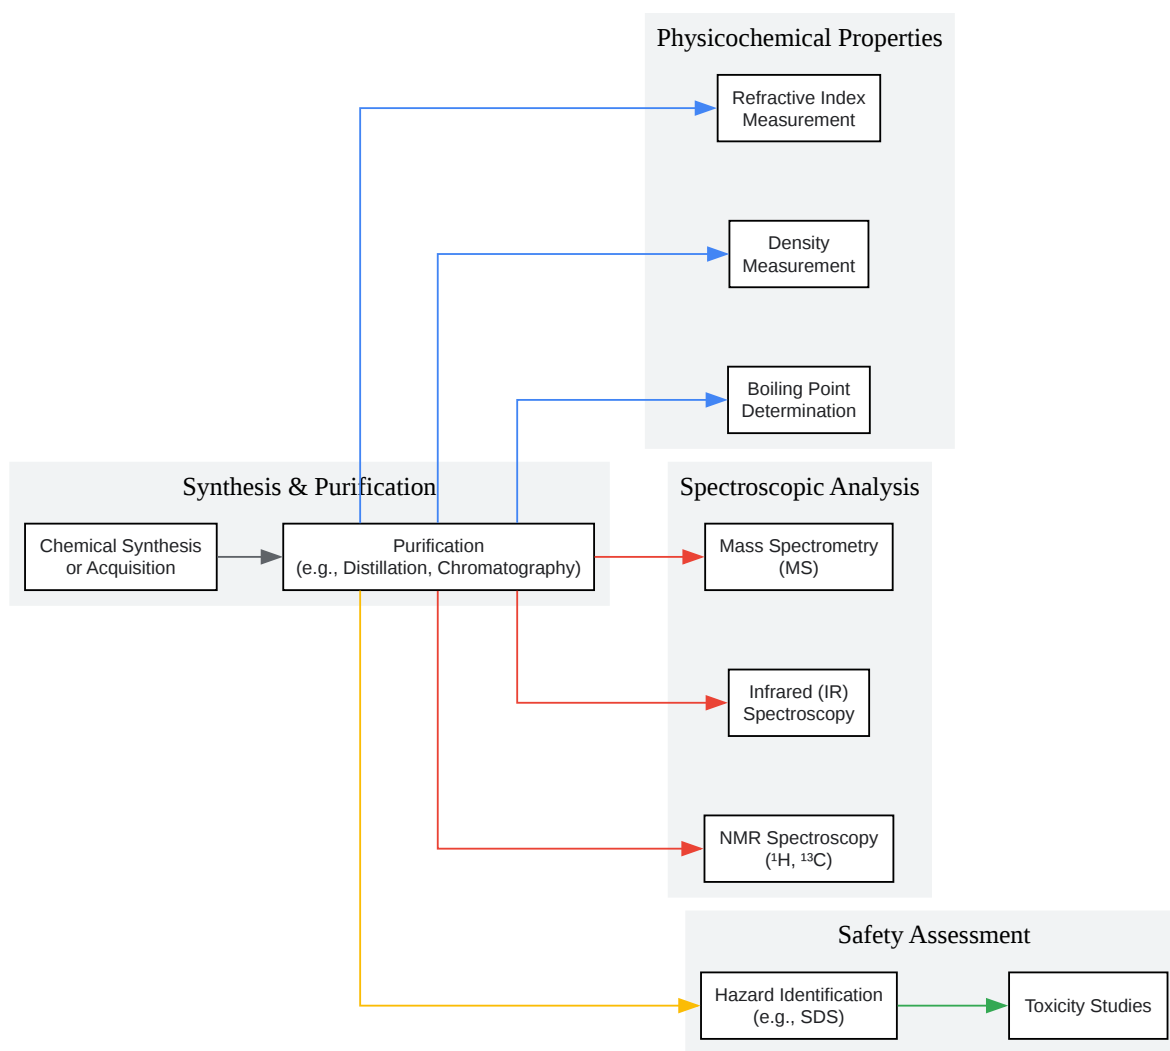 Physicochemical Properties
Refractive Index
Measurement
Density
Measurement
Boiling Point
Determination
Synthesis & Purification
Chemical Synthesis
or Acquisition
Purification
(e.g., Distillation, Chromatography)
Spectroscopic Analysis
Mass Spectrometry
(MS)
Infrared (IR)
Spectroscopy
NMR Spectroscopy
(¹H, ¹³C)
Safety Assessment
Hazard Identification
(e.g., SDS)
Toxicity Studies